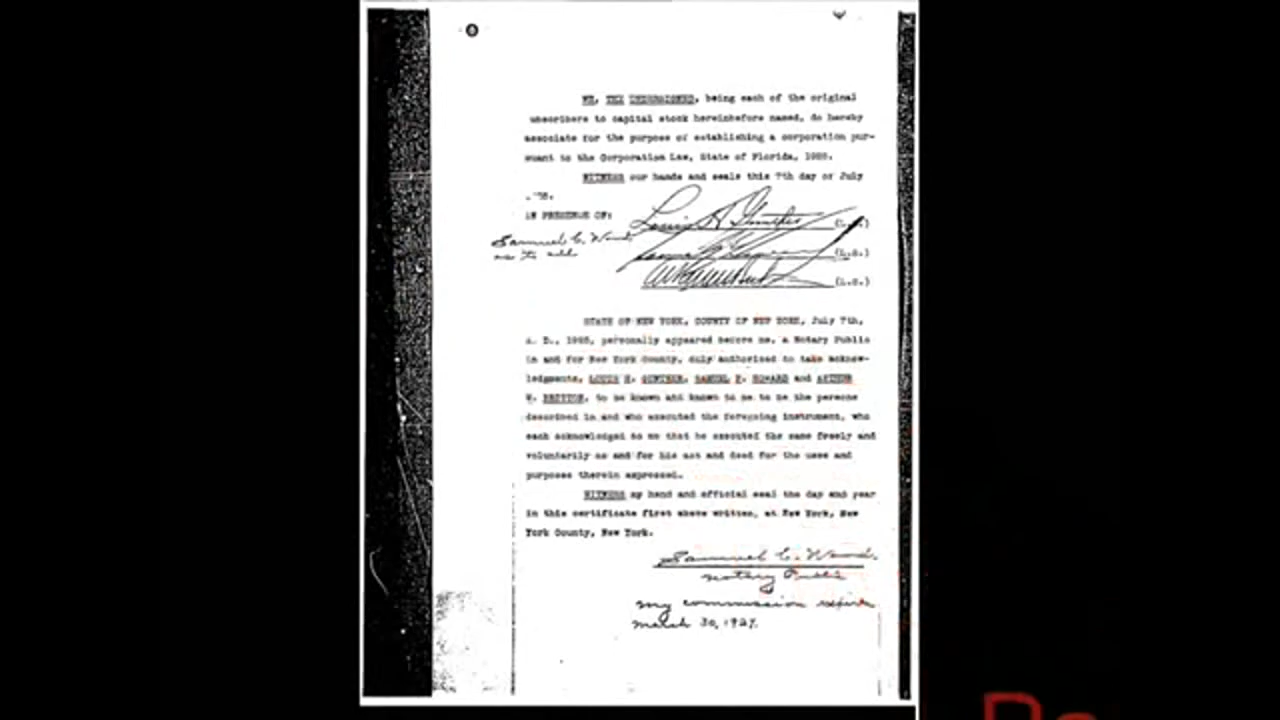 WE, THE UNDERSIGNED, being each of the original
ubscribers to capital stock hereinbefore named, do hereby
associate for the purpose of establishing a corporation pur-
suant to the Corporation Law, State of Florida, 1925.
WITNESS our hands and seals this 7th day of July
IN PRESENCE OF:
Samuel C. Wood
as to all
(L.S.)
(L.S.)
(L.S.)
STATE OF NEW YORK, COUNTY OF NEW YORK, July 7th,
A. D., 1925, personally appeared before me, a Notary Public
in and for New York County, duly authorized to take acknow-
ledgments, LOUIS H. GUNTHER, SAMUEL P. HOWARD and ARTHUR
W. BRITTON, to be known and known to me to be the persons
described in and who executed the foregoing instrument, who
each acknowledged to me that he executed the same freely and
voluntarily as and for his act and deed for the uses and
purposes therein expressed.
WITNESS my hand and official seal the day and year
in this certificate first above written, at New York, New
York County, New York.
Samuel C. Wood.
Notary Public
My commission expires
March 30, 1927.